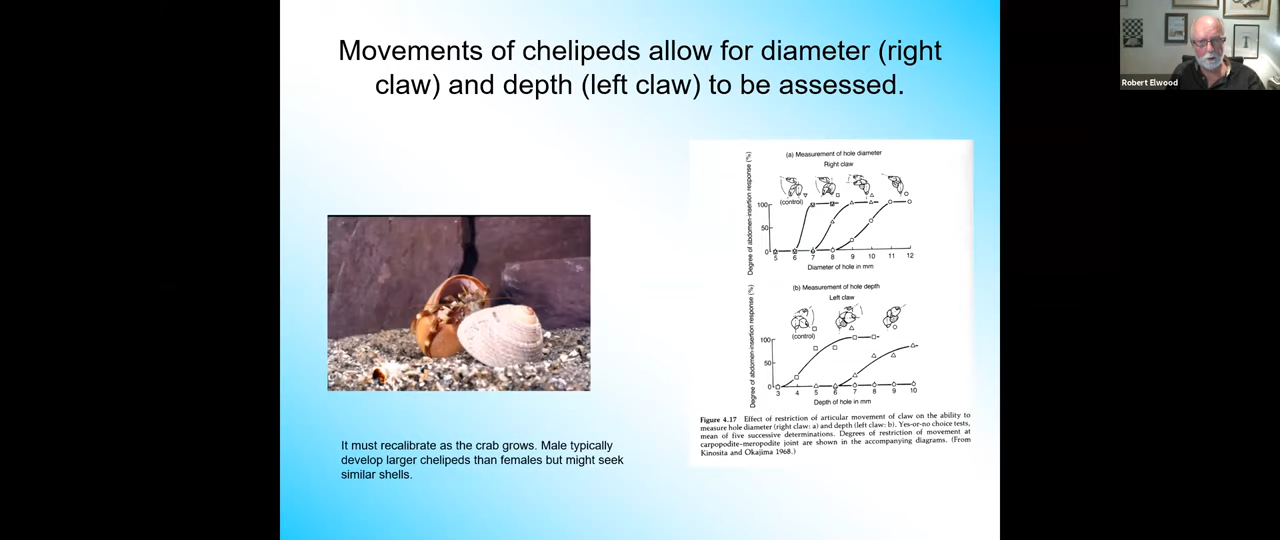 Movements of chelipeds allow for diameter (right
claw) and depth (left claw) to be assessed.
Robert Elwood
(a) Measurement of hole diameter
Right claw
(control)
Degree of abdomen-insertion response (%)
100
50
0
5 6 7 8 9 10 11 12
Diameter of hole in mm
(b) Measurement of hole depth
Left claw
(control)
Degree of abdomen-insertion response (%)
100
50
0
3 4 5 6 7 8 9 10
Depth of hole in mm
Figure 4.17 Effect of restriction of articular movement of claw on the ability to
measure hole diameter (right claw: a) and depth (left claw: b). Yes-or-no choice tests,
mean of five successive determinations. Degrees of restriction of movement at
carpopodite-meropodite joint are shown in the accompanying diagrams. (From
Kinosita and Okajima 1968.)
It must recalibrate as the crab grows. Male typically
develop larger chelipeds than females but might seek
similar shells.